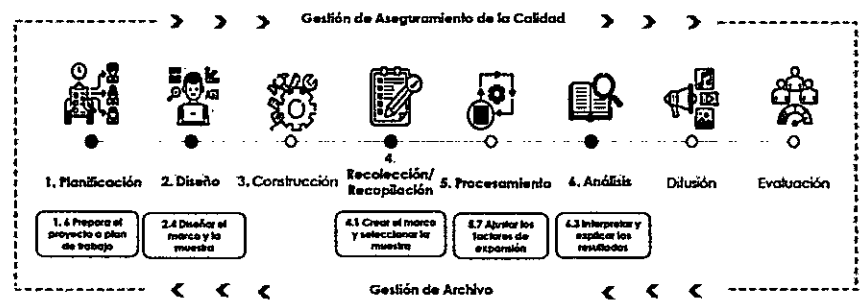 Gestión de Aseguramiento de la Calidad
1. Planificación
2. Diseño
3. Construcción
4.
Recolección/
Recopilación
5. Procesamiento
6. Análisis
Difusión
Evaluación
1.6 Prepara el
proyecto o plan
de trabajo
2.4 Diseñar el
marco y la
muestra
4.1 Crear el marco
y seleccionar la
muestra
5.7 Ajustar los
factores de
expansión
6.3 Interpretar y
explicar los
resultados
Gestión de Archivo